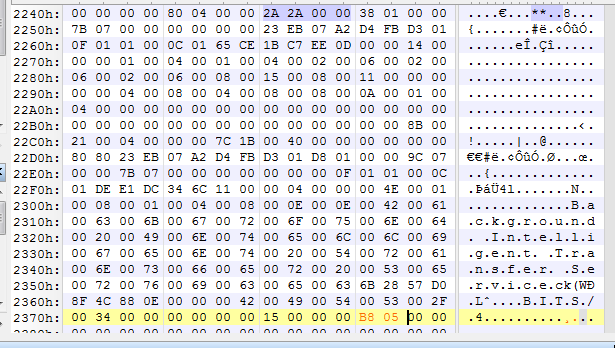 2240h: 00 00 00 00 80 04 00 00 2A 2A 00 00 38 01 00 00 ....€...**..8...
2250h: 7B 07 00 00 00 00 00 00 23 EB 07 A2 D4 FB D3 01 {.......#ë.¢ÔûÓ.
2260h: 0F 01 01 00 0C 01 65 CE 1B C7 EE 0D 00 00 14 00 ......eÎ.Çî.....
2270h: 00 00 01 00 04 00 01 00 04 00 02 00 06 00 02 00 ................
2280h: 06 00 02 00 06 00 08 00 15 00 08 00 11 00 00 00 ................
2290h: 00 00 04 00 08 00 04 00 08 00 08 00 0A 00 01 00 ................
22A0h: 04 00 00 00 00 00 00 00 00 00 00 00 00 00 00 00 ................
22B0h: 00 00 00 00 00 00 00 00 00 00 00 00 00 00 8B 00 ..............‹.
22C0h: 21 00 04 00 00 00 7C 1B 00 40 00 00 00 00 00 00 !.....|..@......
22D0h: 80 80 23 EB 07 A2 D4 FB D3 01 D8 01 00 00 9C 07 €€#ë.¢ÔûÓ.Ø...œ.
22E0h: 00 00 7B 07 00 00 00 00 00 00 00 0F 01 01 00 0C ..{.............
22F0h: 01 DE E1 DC 34 6C 11 00 00 04 00 00 00 4E 00 01 .ÞáÜ4l.......N..
2300h: 00 08 00 01 00 04 00 08 00 0E 00 0E 00 42 00 61 .............B.a
2310h: 00 63 00 6B 00 67 00 72 00 6F 00 75 00 6E 00 64 .c.k.g.r.o.u.n.d
2320h: 00 20 00 49 00 6E 00 74 00 65 00 6C 00 6C 00 69 . .I.n.t.e.l.l.i
2330h: 00 67 00 65 00 6E 00 74 00 20 00 54 00 72 00 61 .g.e.n.t. .T.r.a
2340h: 00 6E 00 73 00 66 00 65 00 72 00 20 00 53 00 65 .n.s.f.e.r. .S.e
2350h: 00 72 00 76 00 69 00 63 00 65 00 63 6B 28 57 D0 .r.v.i.c.e.ck(WÐ
2360h: 8F 4C 88 0E 00 00 00 42 00 49 00 54 00 53 00 2F .Lˆ....B.I.T.S./
2370h: 00 34 00 00 00 00 00 00 15 00 00 00 B8 05 00 00 .4..........¸...